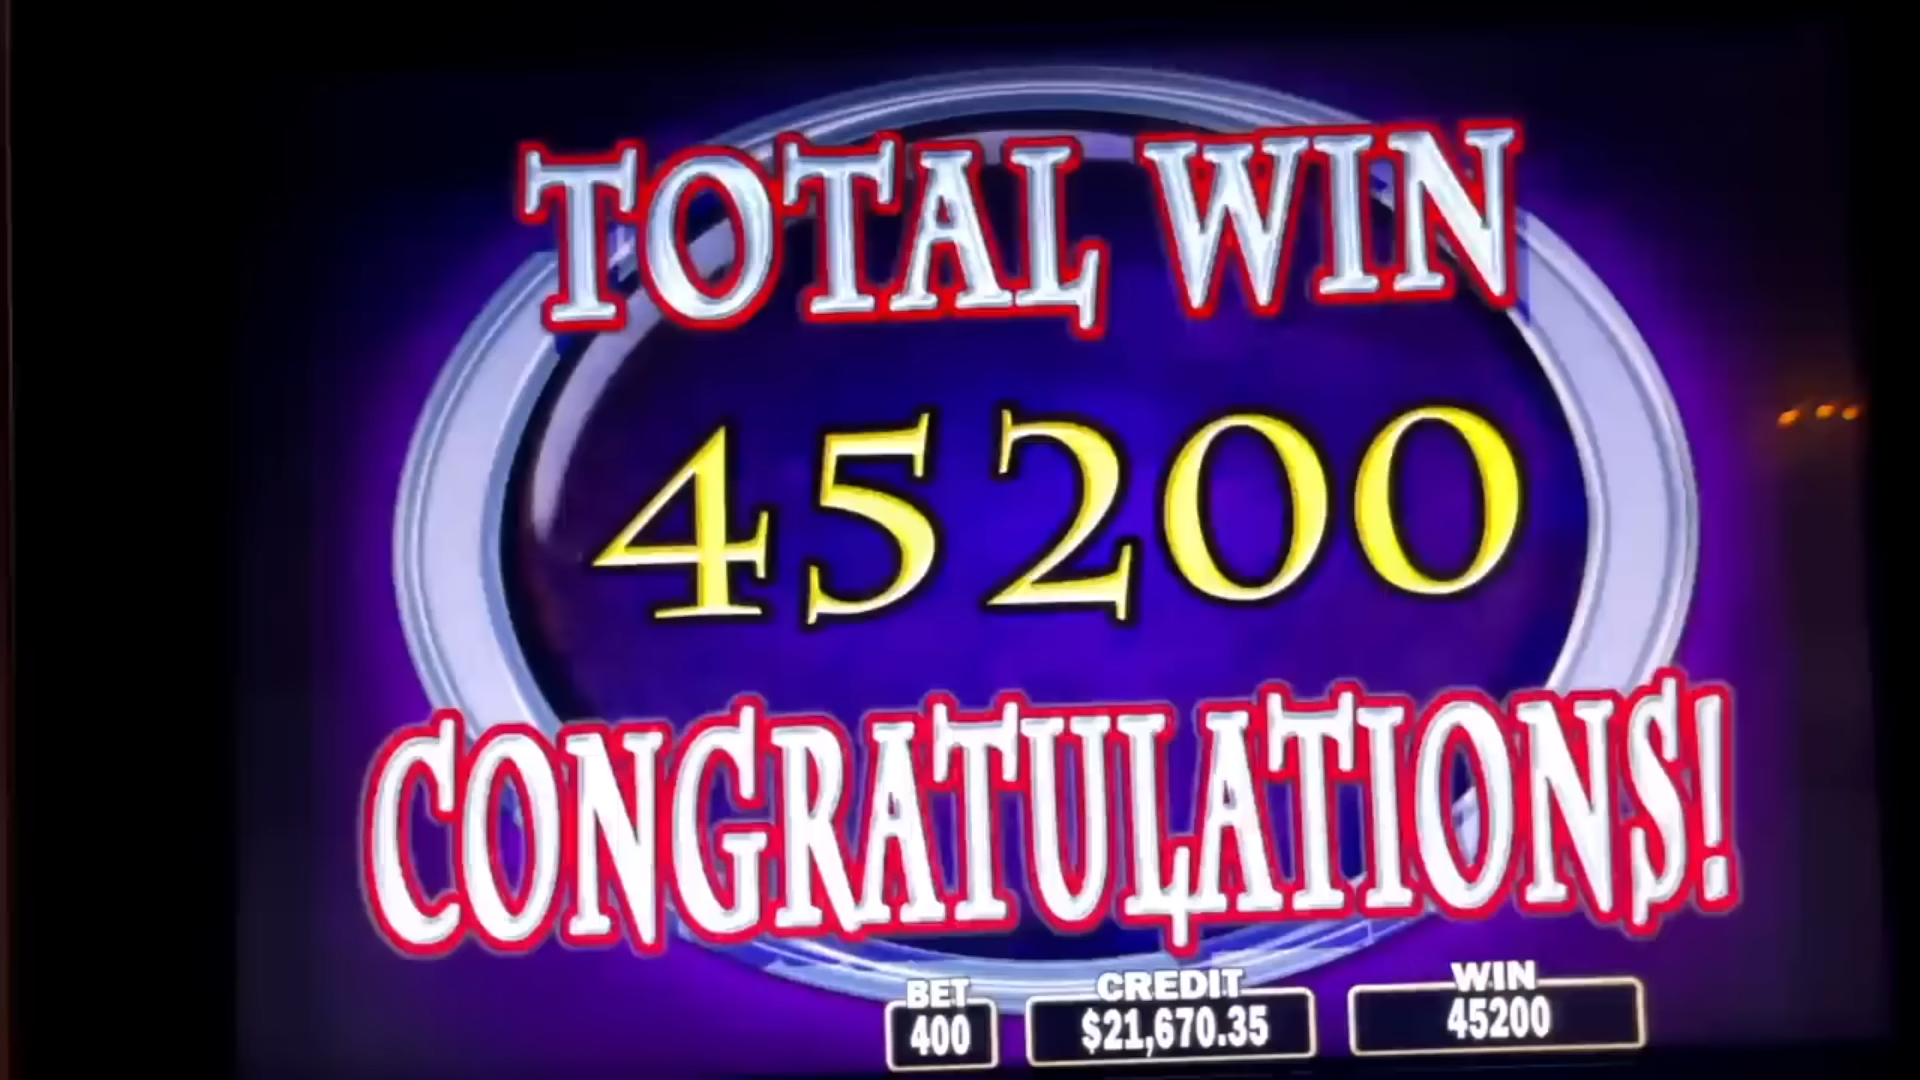 TOTAL WIN
45200
CONGRATULATIONS!
BET
400
CREDIT
$21,670.35
WIN
45200